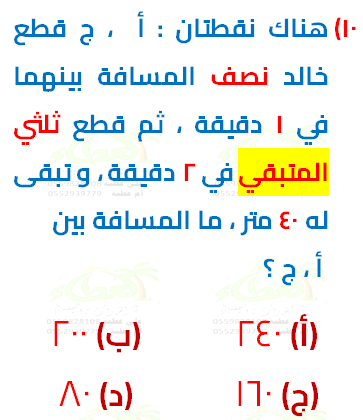 ١٠) هناك نقطتان : أ ، ج قطع
خالد نصف المسافة بينهما
في ١ دقيقة ، ثم قطع ثلثي
المتبقي في ٢ دقيقة ، و تبقى
له ٤٠ متر ، ما المسافة بين
أ ، ج ؟
(أ) ٢٤٠ (ب) ٢٠٠
(ج) ١٦٠ (د) ٨٠